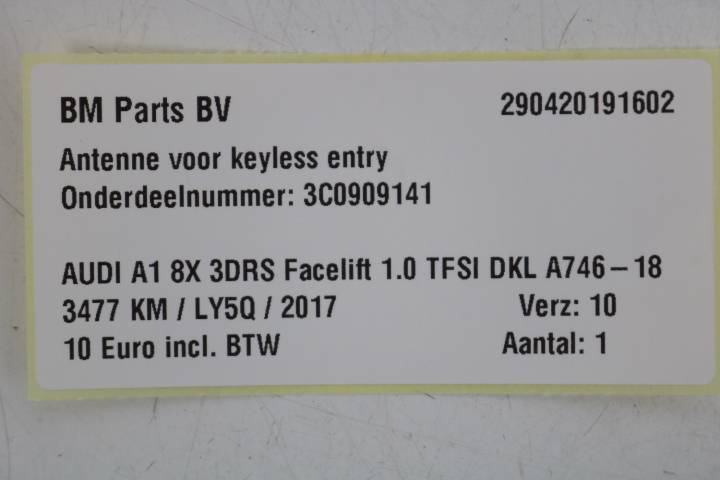 BM Parts BV 290420191602
Antenne voor keyless entry
Onderdeelnummer: 3C0909141
AUDI A1 8X 3DRS Facelift 1.0 TFSI DKL A746-18
3477 KM / LY5Q / 2017 Verz: 10
10 Euro incl. BTW Aantal: 1